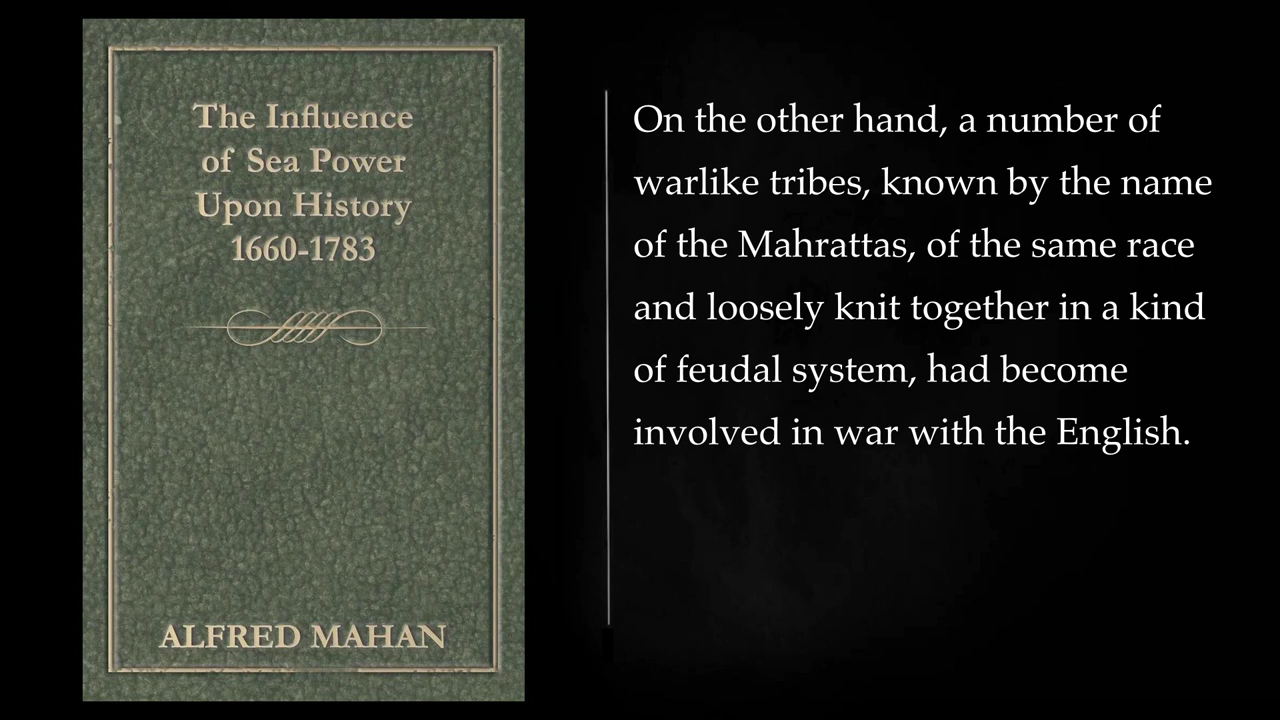 The Influence
of Sea Power
Upon History
1660-1783
ALFRED MAHAN
On the other hand, a number of
warlike tribes, known by the name
of the Mahrattas, of the same race
and loosely knit together in a kind
of feudal system, had become
involved in war with the English.